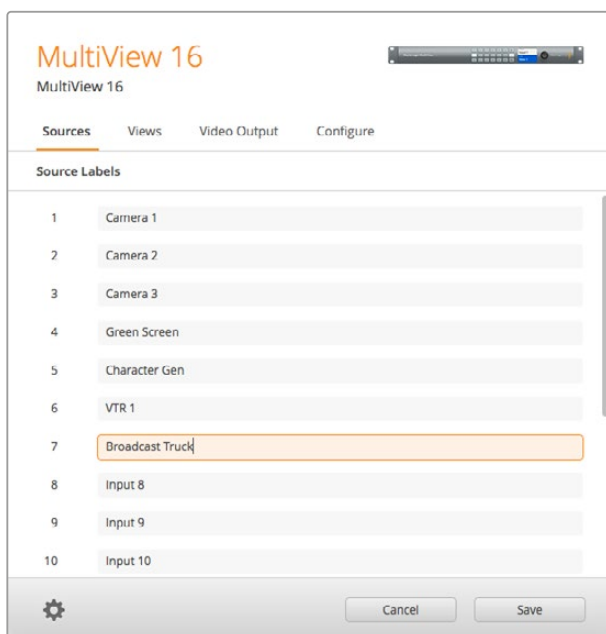 MultiView 16
MultiView 16
Sources Views Video Output Configure
Source Labels
1 Camera 1
2 Camera 2
3 Camera 3
4 Green Screen
5 Character Gen
6 VTR 1
7 Broadcast Truck
8 Input 8
9 Input 9
10 Input 10
Cancel Save